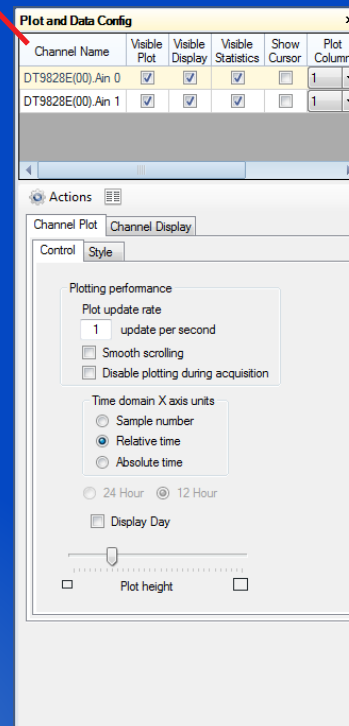 Plot and Data Config
Channel Name Visible Plot Visible Display Visible Statistics Show Cursor Plot Column
DT9828E(00).Ain 0 1
DT9828E(00).Ain 1 1
Actions
Channel Plot Channel Display
Control Style
Plotting performance
Plot update rate
1 update per second
Smooth scrolling
Disable plotting during acquisition
Time domain X axis units
Sample number
Relative time
Absolute time
24 Hour 12 Hour
Display Day
Plot height